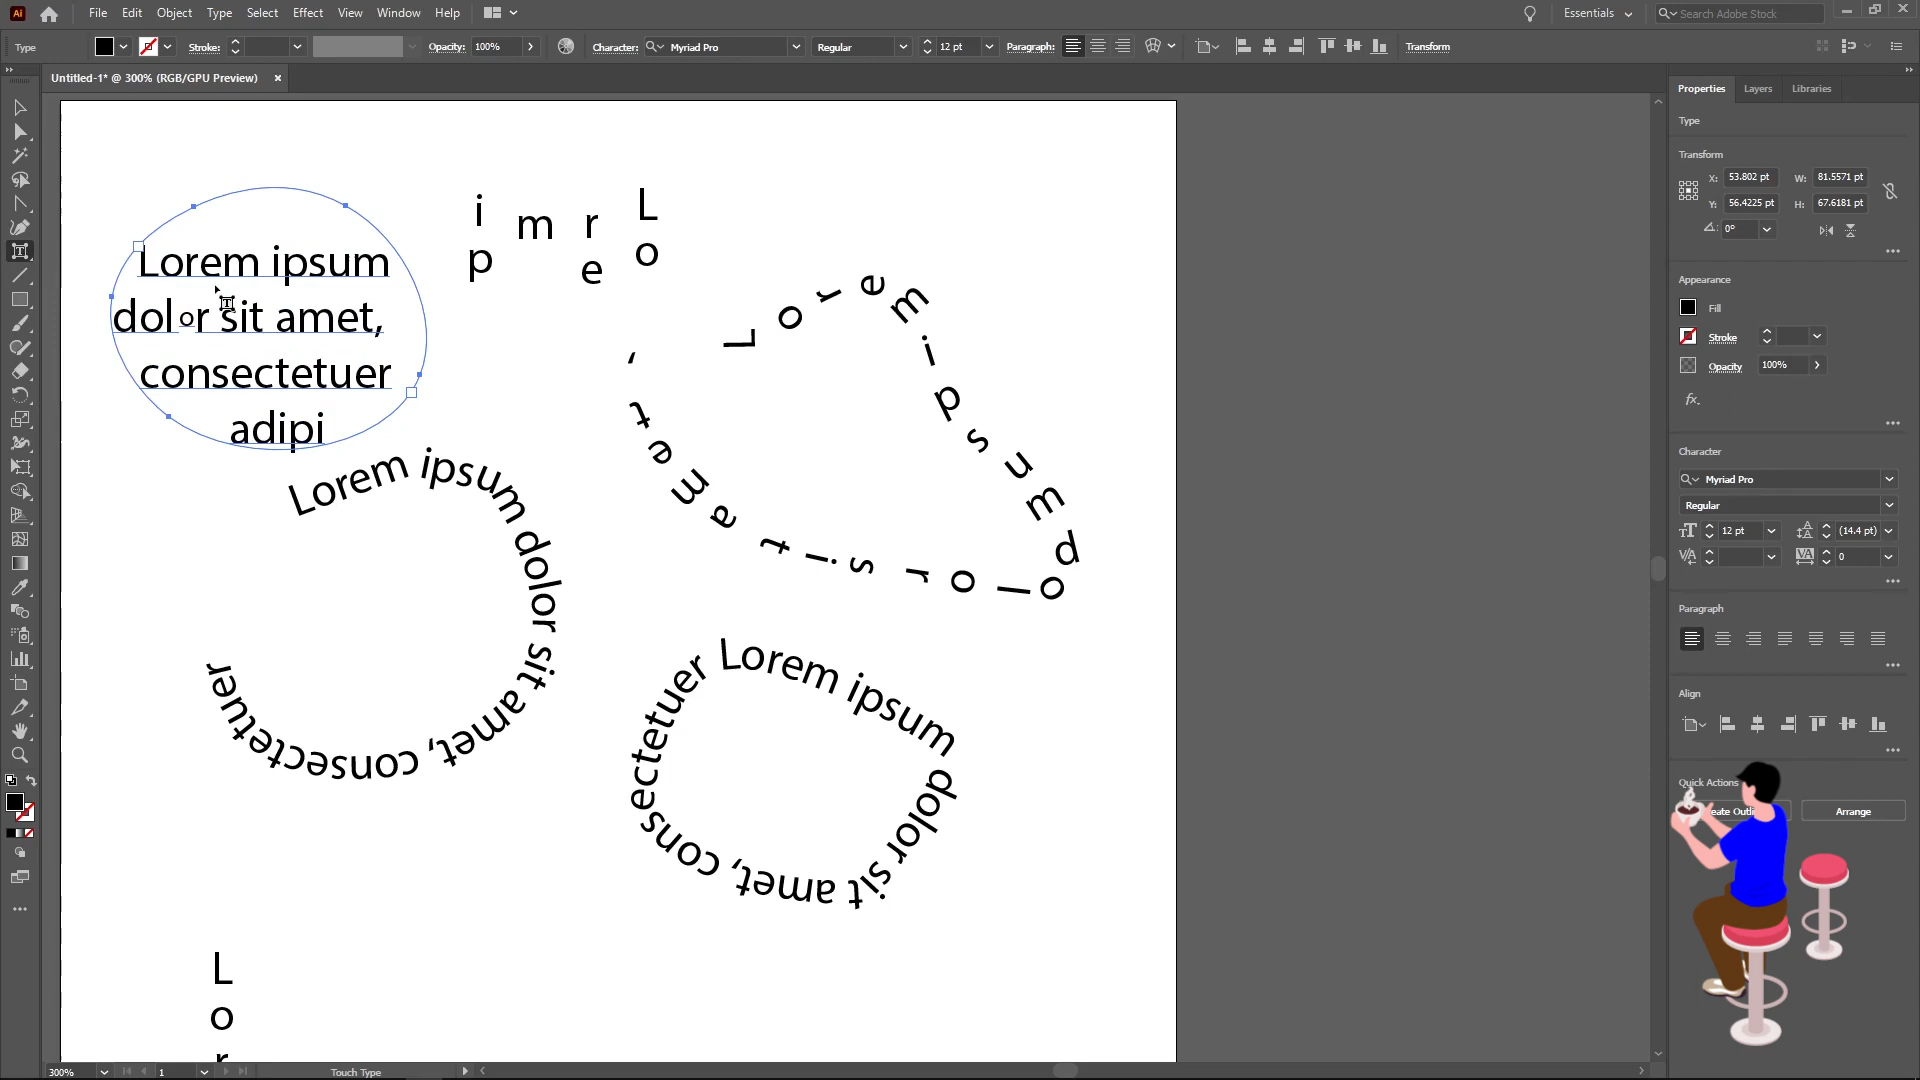 Ai
File Edit Object Type Select Effect View Window Help
Essentials
Search Adobe Stock
Type
Stroke:
Opacity: 100%
Character: Myriad Pro
Regular
12 pt
Paragraph:
Transform
Untitled-1* @ 300% (RGB/GPU Preview)
Properties Layers Libraries
Type
Transform
X: 53.802 pt W: 81.5571 pt
Y: 56.4225 pt H: 67.6181 pt
0°
Appearance
Fill
Stroke
Opacity 100%
fx.
Character
Myriad Pro
Regular
12 pt (14.4 pt)
0
Paragraph
Align
Quick Actions
Arrange
Lorem ipsum
dolor sit amet,
consectetuer
adipi
Lo
re
m
ip
Lorem ipsum dolor sit amet,
Lorem ipsum dolor sit amet, consectetuer
Lorem ipsum dolor sit amet, consectetuer
L
o
r
300%
1
Touch Type